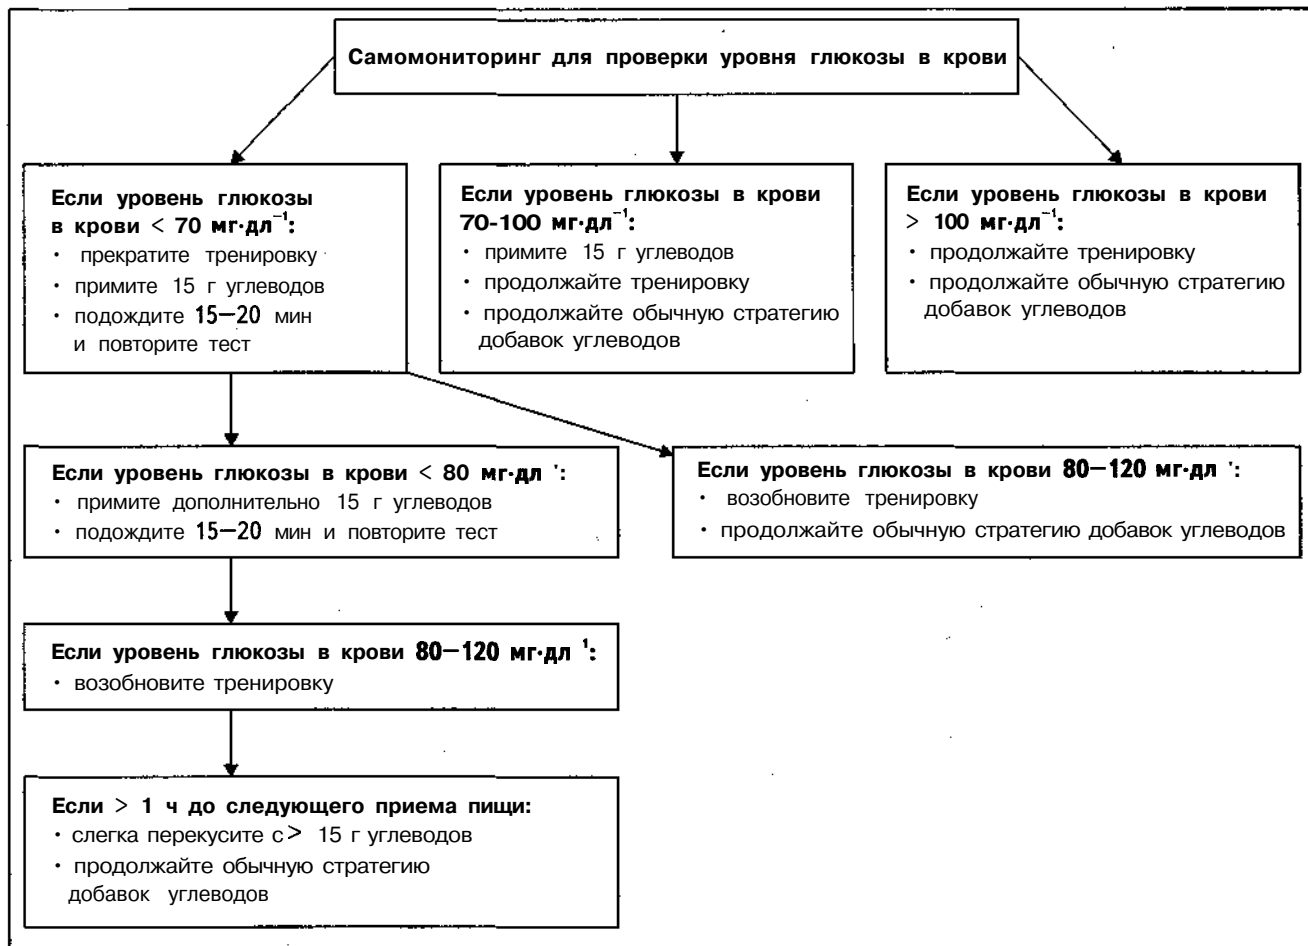 Самомониторинг для проверки уровня глюкозы в крови
Если уровень глюкозы
в крови < 70 мг·дл⁻¹:
• прекратите тренировку
• примите 15 г углеводов
• подождите 15—20 мин
и повторите тест
Если уровень глюкозы в крови
70-100 мг·дл⁻¹:
• примите 15 г углеводов
• продолжайте тренировку
• продолжайте обычную стратегию
добавок углеводов
Если уровень глюкозы в крови
> 100 мг·дл⁻¹:
• продолжайте тренировку
• продолжайте обычную стратегию
добавок углеводов
Если уровень глюкозы в крови < 80 мг·дл ':
• примите дополнительно 15 г углеводов
• подождите 15—20 мин и повторите тест
Если уровень глюкозы в крови 80—120 мг·дл ':
• возобновите тренировку
• продолжайте обычную стратегию добавок углеводов
Если уровень глюкозы в крови 80—120 мг·дл ¹:
• возобновите тренировку
Если > 1 ч до следующего приема пищи:
• слегка перекусите с > 15 г углеводов
• продолжайте обычную стратегию
добавок углеводов